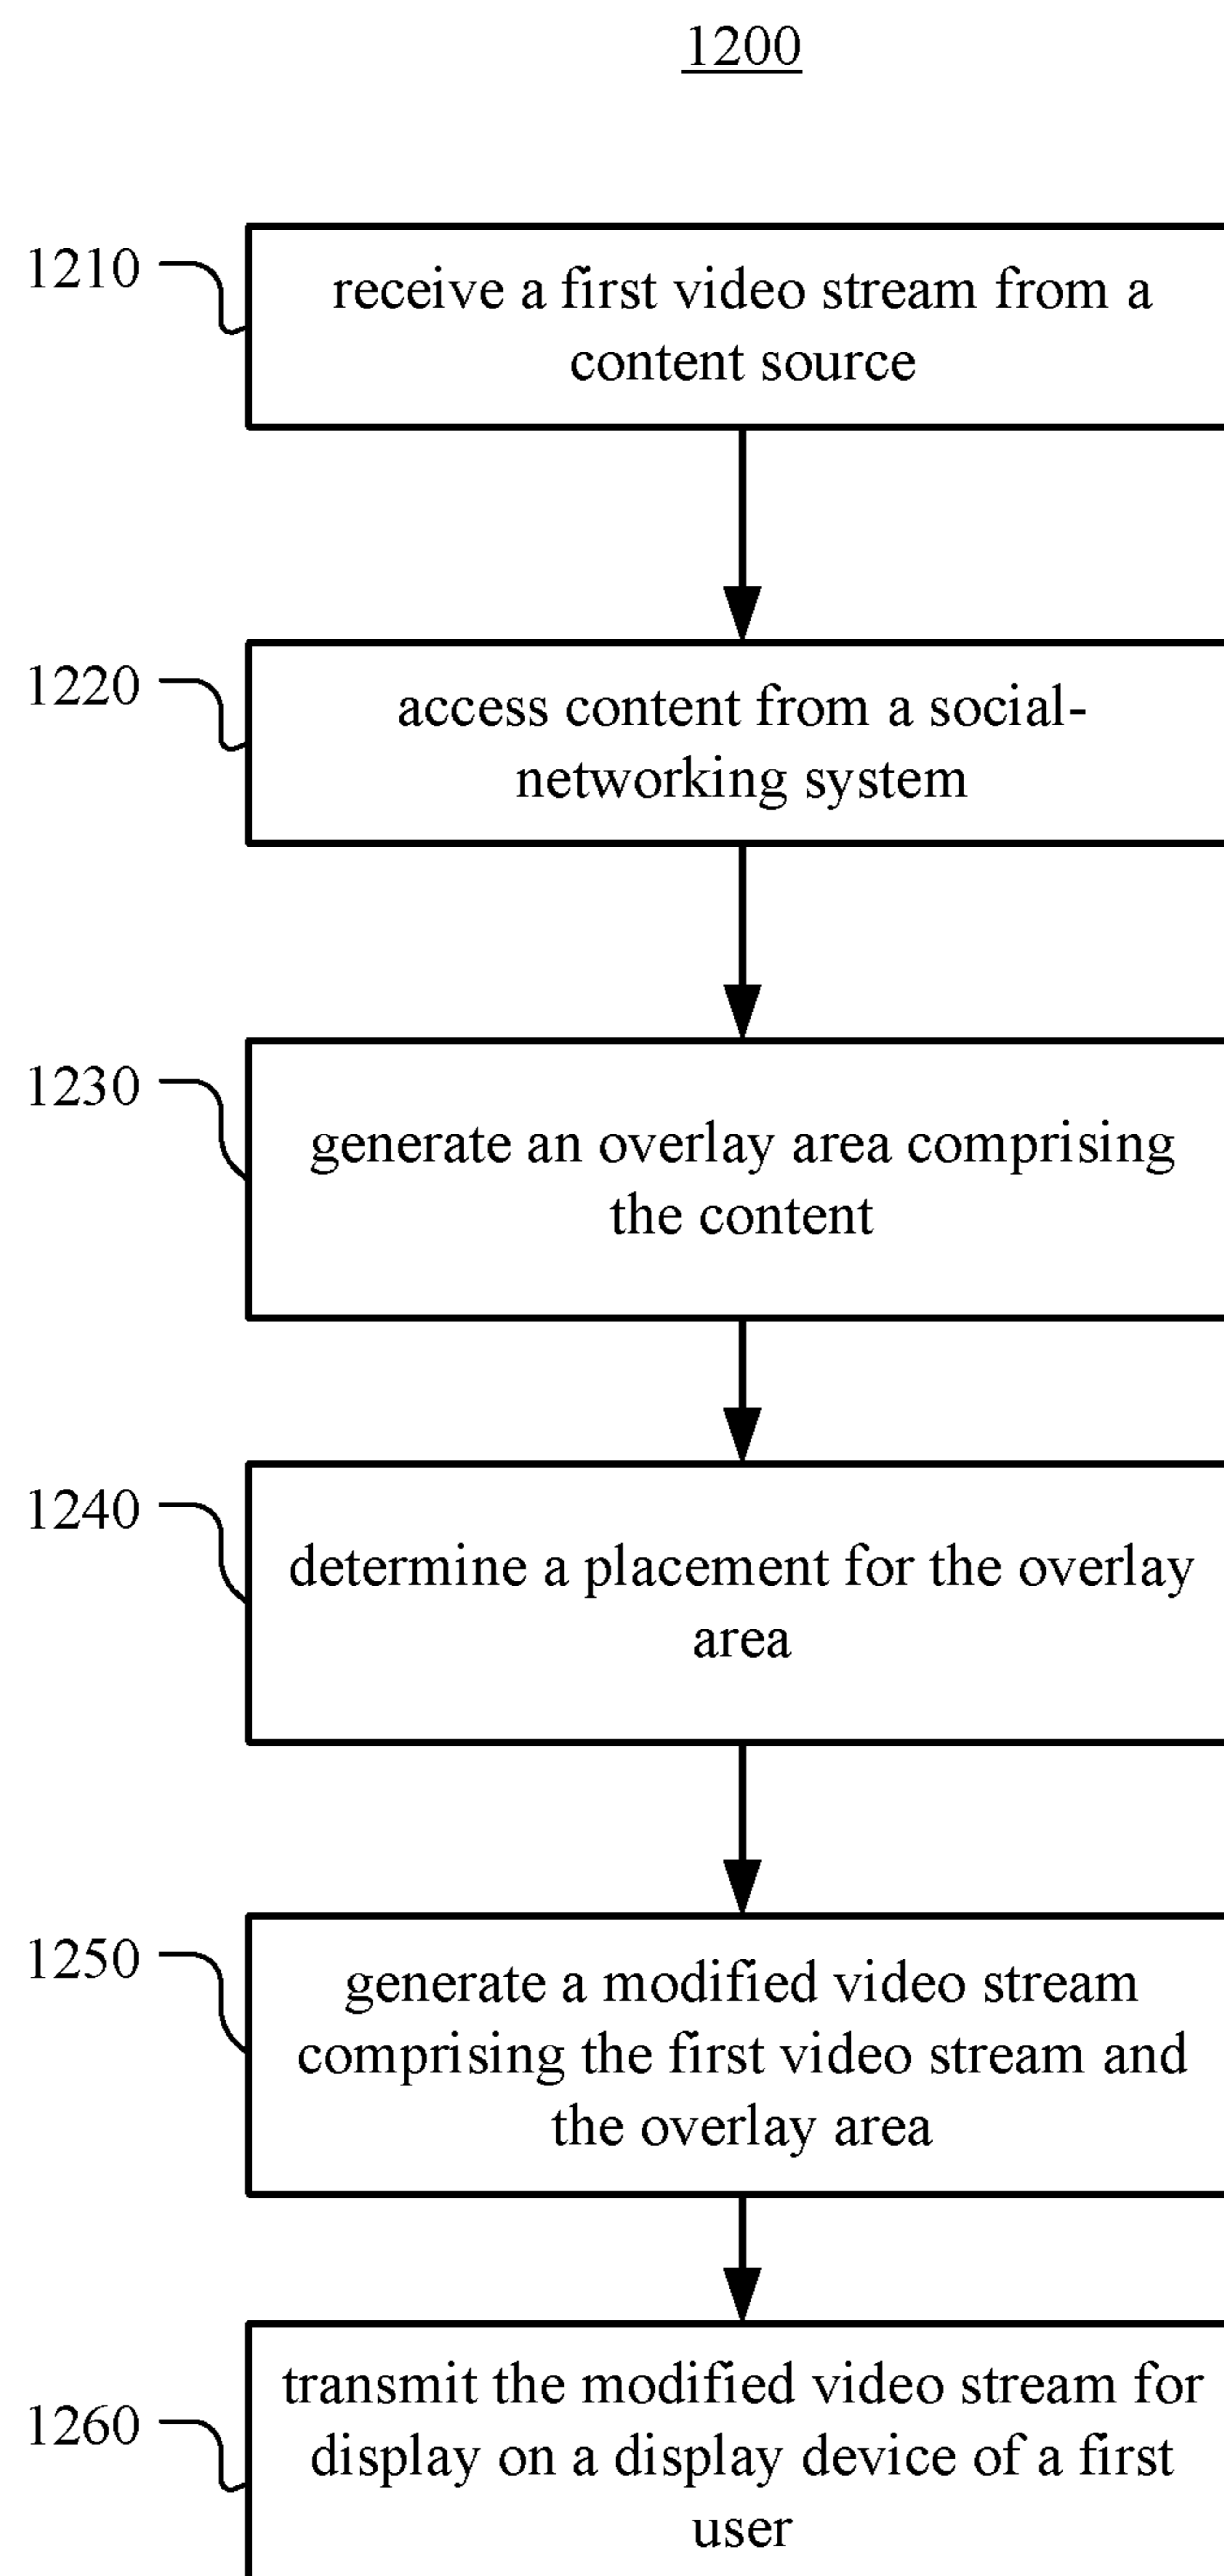 1200
1210
receive a first video stream from a
content source
1220
access content from a social-
networking system
1230
generate an overlay area comprising
the content
1240
determine a placement for the overlay
area
1250
generate a modified video stream
comprising the first video stream and
the overlay area
1260
transmit the modified video stream for
display on a display device of a first
user